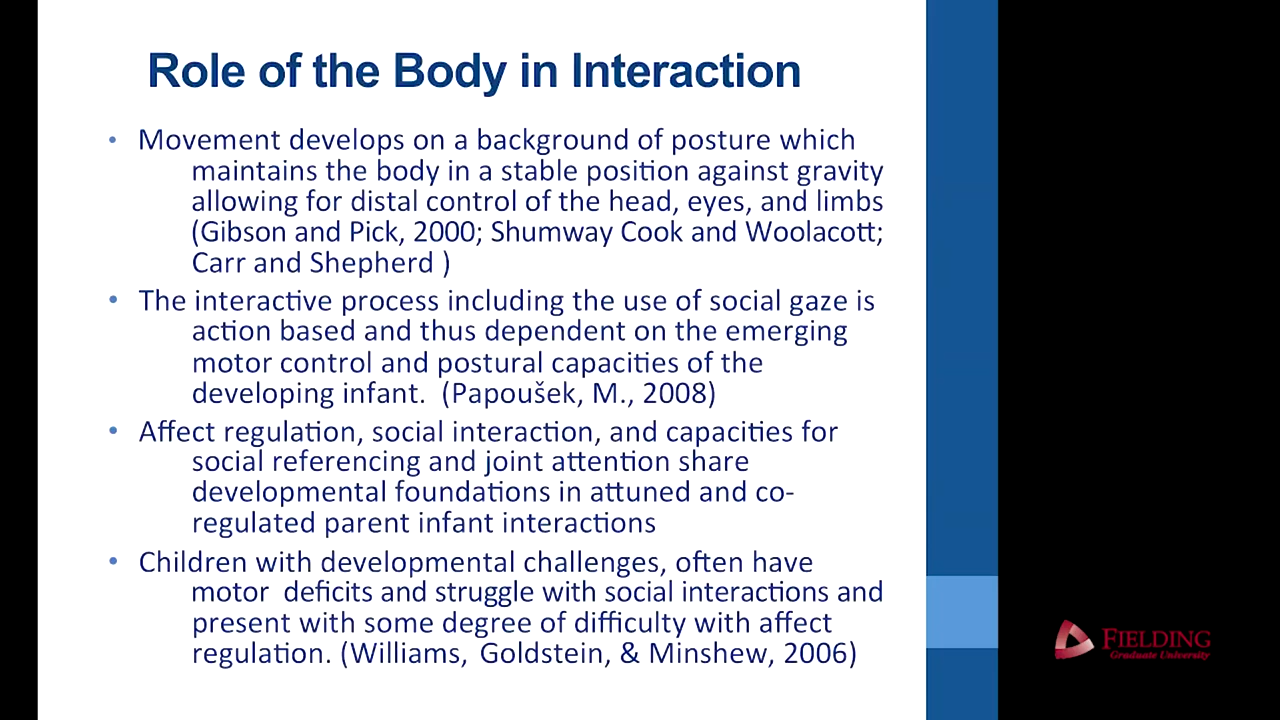 Role of the Body in Interaction
• Movement develops on a background of posture which
maintains the body in a stable position against gravity
allowing for distal control of the head, eyes, and limbs
(Gibson and Pick, 2000; Shumway Cook and Woolacott;
Carr and Shepherd )
• The interactive process including the use of social gaze is
action based and thus dependent on the emerging
motor control and postural capacities of the
developing infant.  (Papoušek, M., 2008)
• Affect regulation, social interaction, and capacities for
social referencing and joint attention share
developmental foundations in attuned and co-
regulated parent infant interactions
• Children with developmental challenges, often have
motor  deficits and struggle with social interactions and
present with some degree of difficulty with affect
regulation. (Williams, Goldstein, & Minshew, 2006)
FIELDING
Graduate University